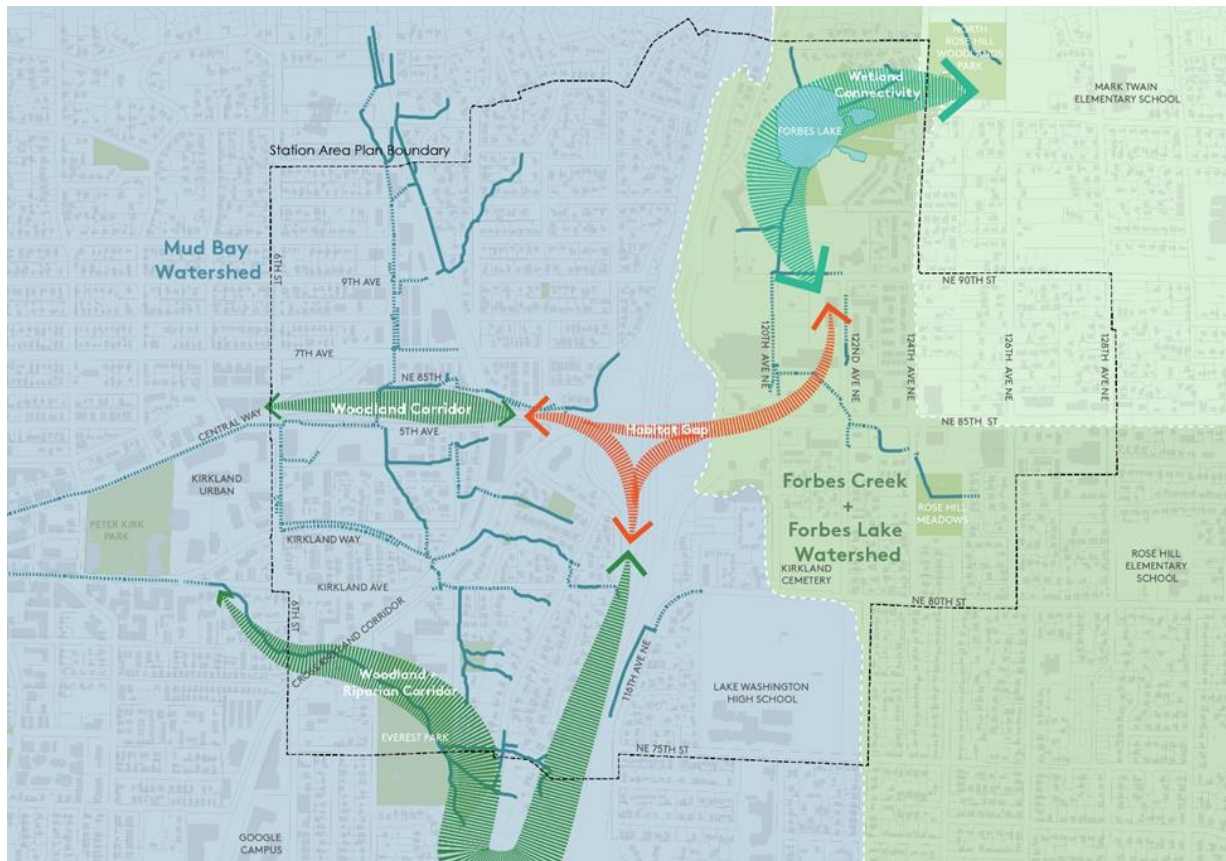 NORTH
ROSE HILL
WOODLANDS
PARK
Wetland
Connectivity
MARK TWAIN
ELEMENTARY SCHOOL
FORBES LAKE
Station Area Plan Boundary
Mud Bay
Watershed
6TH ST
9TH AVE
NE 90TH ST
120TH AVE NE
122ND AVE NE
124TH AVE NE
126TH AVE NE
128TH AVE NE
7TH AVE
NE 85TH
Woodland Corridor
CENTRAL WAY
5TH AVE
Habitat Gap
NE 85TH ST
KIRKLAND
URBAN
Forbes Creek
+
Forbes Lake
Watershed
ROSE HILL
MEADOWS
PETER KIRK
PARK
KIRKLAND WAY
KIRKLAND
CEMETERY
ROSE HILL
ELEMENTARY
SCHOOL
KIRKLAND AVE
NE 80TH ST
6TH ST
CROSS KIRKLAND CORRIDOR
Woodland
Riparian Corridor
116TH AVE NE
LAKE WASHINGTON
HIGH SCHOOL
EVEREST PARK
NE 75TH ST
GOOGLE
CAMPUS